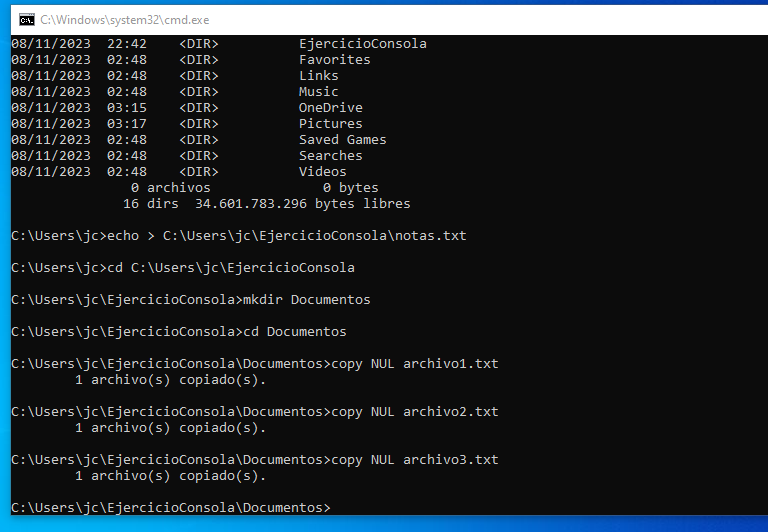 C:\Windows\system32\cmd.exe
08/11/2023  22:42    <DIR>          EjercicioConsola
08/11/2023  02:48    <DIR>          Favorites
08/11/2023  02:48    <DIR>          Links
08/11/2023  02:48    <DIR>          Music
08/11/2023  03:15    <DIR>          OneDrive
08/11/2023  03:17    <DIR>          Pictures
08/11/2023  02:48    <DIR>          Saved Games
08/11/2023  02:48    <DIR>          Searches
08/11/2023  02:48    <DIR>          Videos
               0 archivos              0 bytes
              16 dirs  34.601.783.296 bytes libres
C:\Users\jc>echo > C:\Users\jc\EjercicioConsola\notas.txt
C:\Users\jc>cd C:\Users\jc\EjercicioConsola
C:\Users\jc\EjercicioConsola>mkdir Documentos
C:\Users\jc\EjercicioConsola>cd Documentos
C:\Users\jc\EjercicioConsola\Documentos>copy NUL archivo1.txt
        1 archivo(s) copiado(s).
C:\Users\jc\EjercicioConsola\Documentos>copy NUL archivo2.txt
        1 archivo(s) copiado(s).
C:\Users\jc\EjercicioConsola\Documentos>copy NUL archivo3.txt
        1 archivo(s) copiado(s).
C:\Users\jc\EjercicioConsola\Documentos>